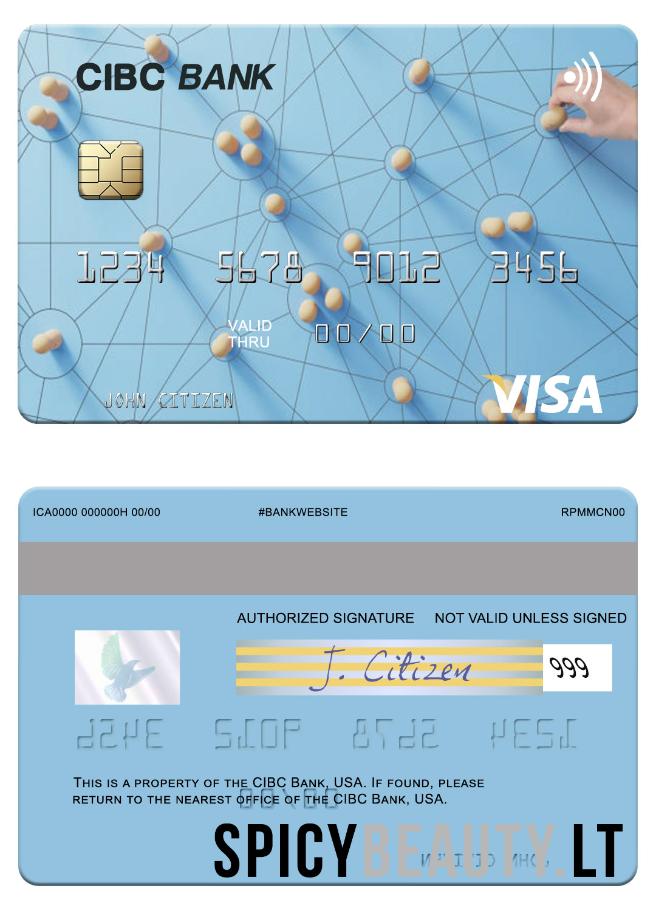 CIBC BANK
1234 5678 9012 3456
VALID
THRU
00/00
JOHN CITIZEN
VISA
ICA0000 000000H 00/00 #BANKWEBSITE RPMMCN00
AUTHORIZED SIGNATURE NOT VALID UNLESS SIGNED
J. Citizen 999
THIS IS A PROPERTY OF THE CIBC BANK, USA. IF FOUND, PLEASE
RETURN TO THE NEAREST OFFICE OF THE CIBC BANK, USA.
SPICYBEAUTY.LT